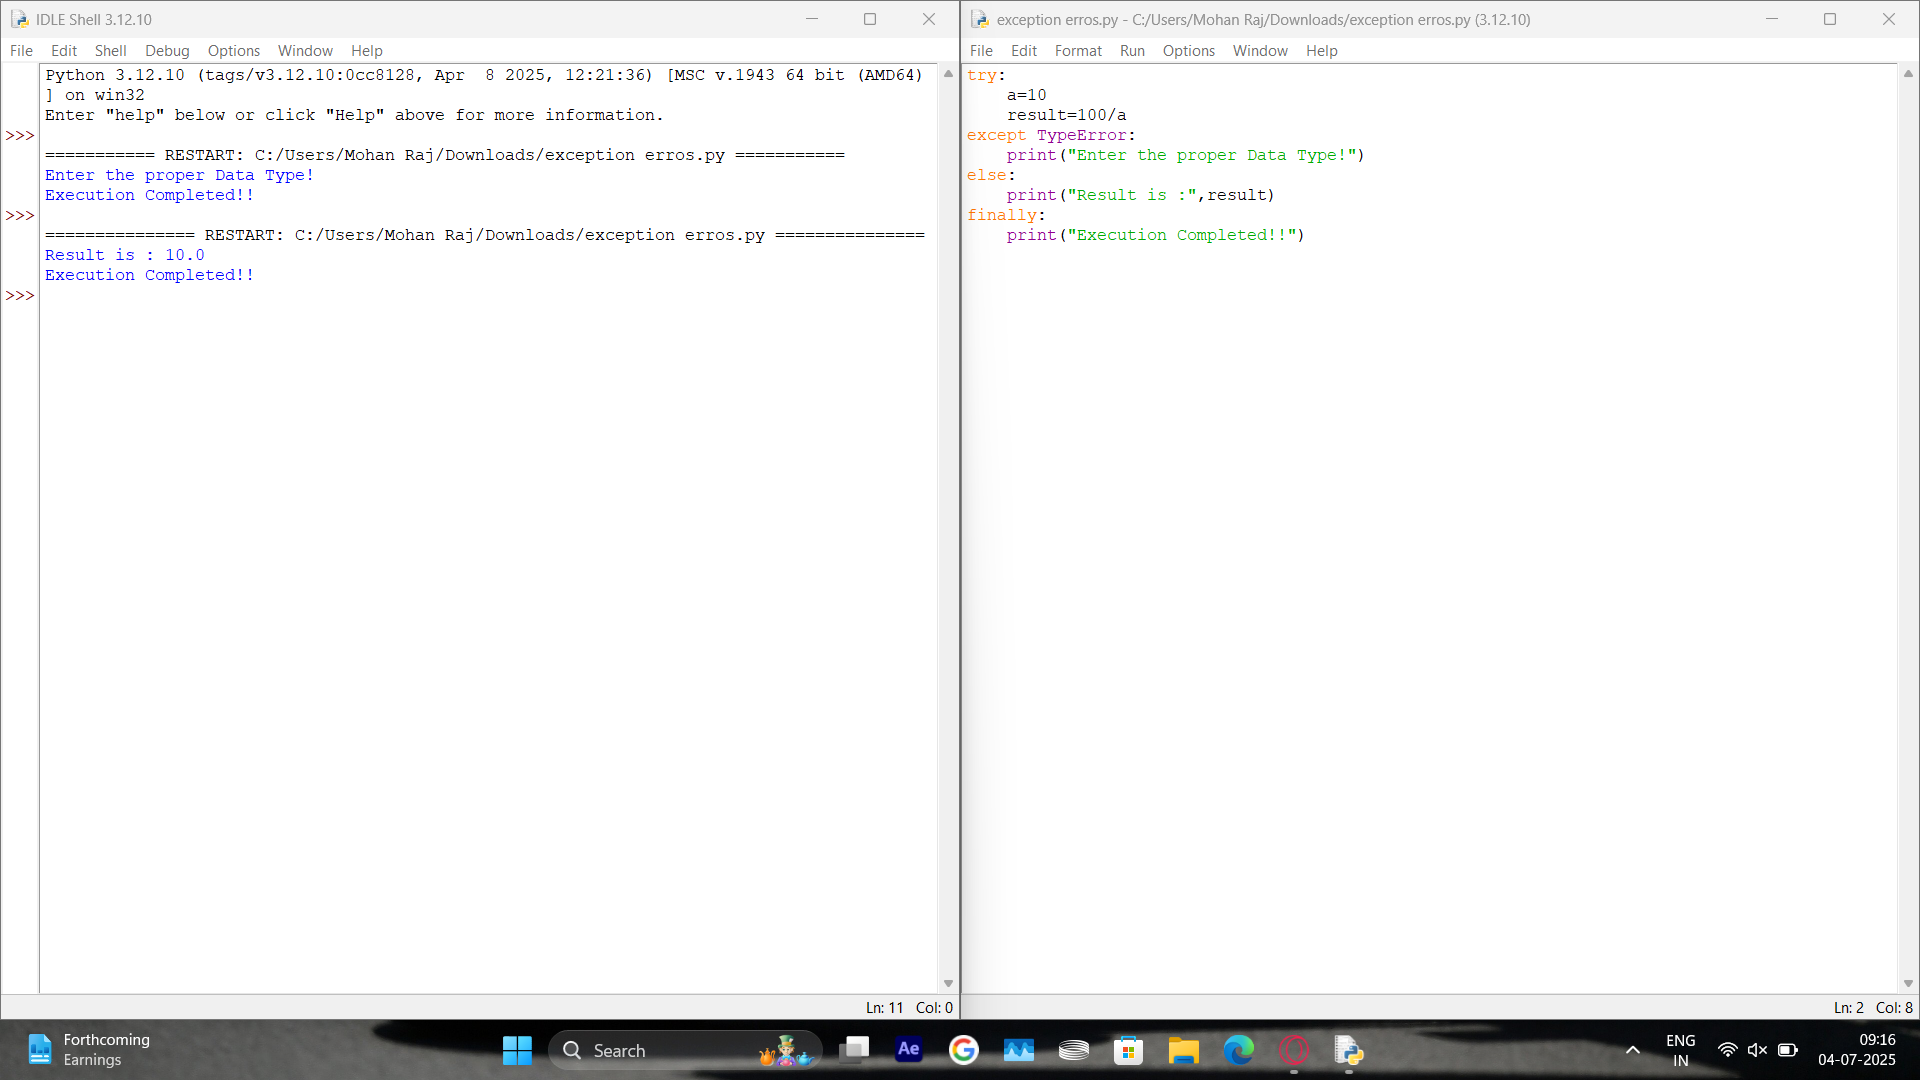 IDLE Shell 3.12.10
File Edit Shell Debug Options Window Help
Python 3.12.10 (tags/v3.12.10:0cc8128, Apr  8 2025, 12:21:36) [MSC v.1943 64 bit (AMD64)
] on win32
Enter "help" below or click "Help" above for more information.
>>>
=========== RESTART: C:/Users/Mohan Raj/Downloads/exception erros.py ===========
Enter the proper Data Type!
Execution Completed!!
>>>
=============== RESTART: C:/Users/Mohan Raj/Downloads/exception erros.py ===============
Result is : 10.0
Execution Completed!!
>>>
Ln: 11 Col: 0
exception erros.py - C:/Users/Mohan Raj/Downloads/exception erros.py (3.12.10)
File Edit Format Run Options Window Help
try:
    a=10
    result=100/a
except TypeError:
    print("Enter the proper Data Type!")
else:
    print("Result is :",result)
finally:
    print("Execution Completed!!")
Ln: 2 Col: 8
Forthcoming
Earnings
Search
Ae
G
ENG
IN
09:16
04-07-2025